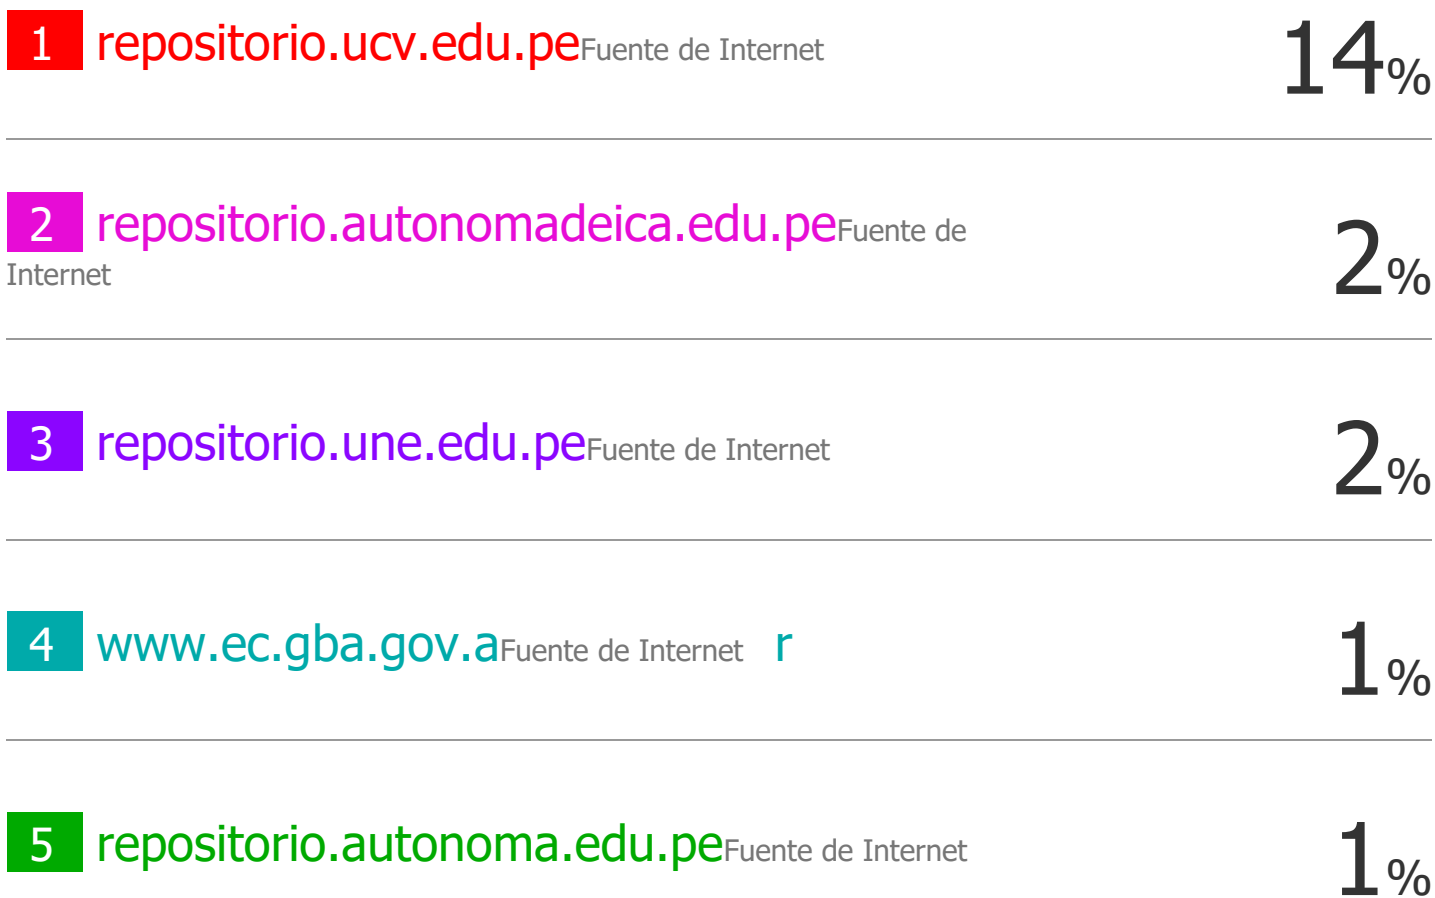 1 repositorio.ucv.edu.peFuente de Internet 14%
2 repositorio.autonomadeica.edu.peFuente de
Internet 2%
3 repositorio.une.edu.peFuente de Internet 2%
4 www.ec.gba.gov.aFuente de Internet r 1%
5 repositorio.autonoma.edu.peFuente de Internet 1%